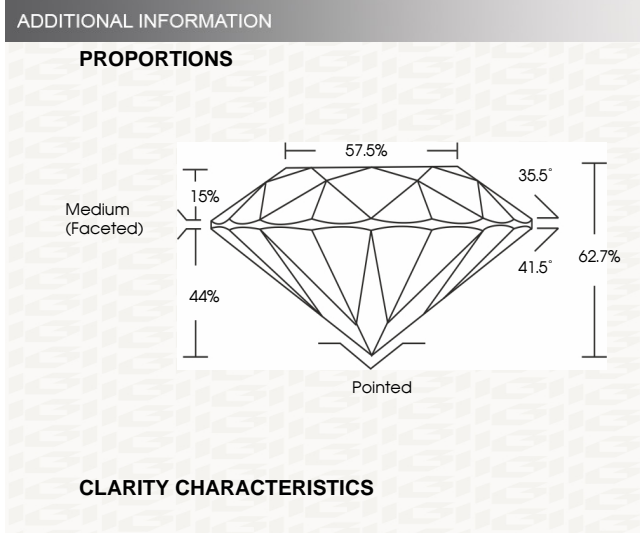 ADDITIONAL INFORMATION
PROPORTIONS
57.5%
15%
35.5°
Medium
(Faceted)
41.5°
62.7%
44%
Pointed
CLARITY CHARACTERISTICS